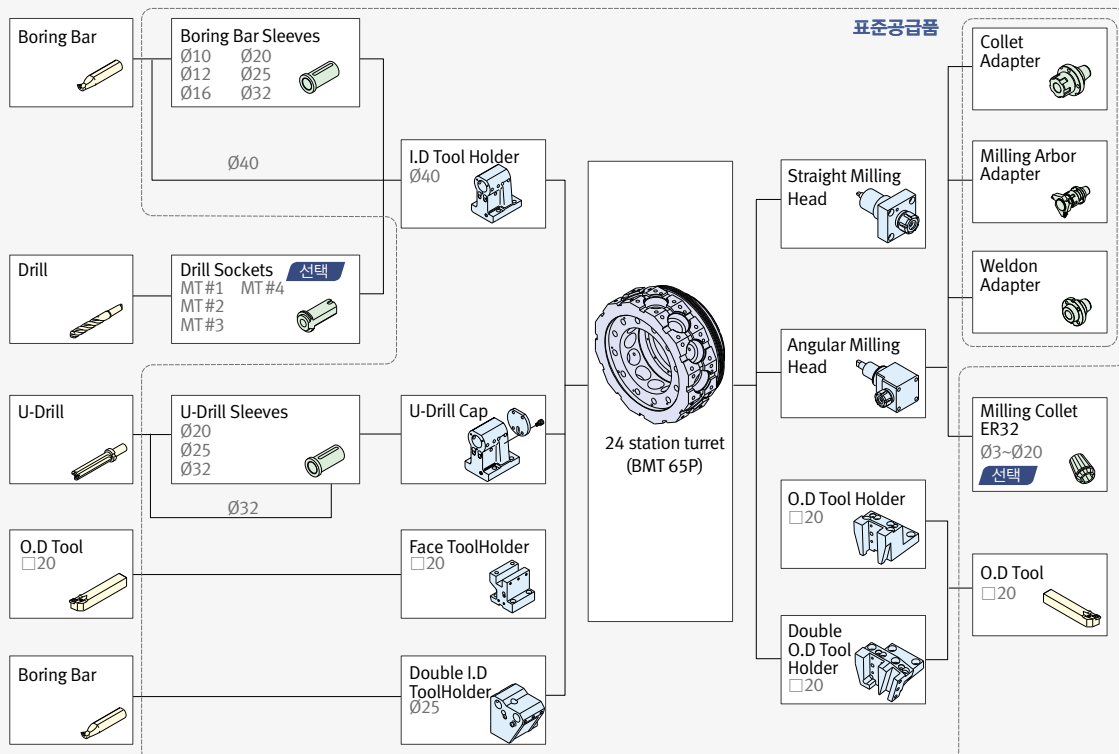 표준공급품
Boring Bar
Boring Bar Sleeves
Ø10 Ø20
Ø12 Ø25
Ø16 Ø32
Ø40
I.D Tool Holder
Ø40
Drill
Drill Sockets 선택
MT#1 MT#4
MT#2
MT#3
U-Drill
U-Drill Sleeves
Ø20
Ø25
Ø32
Ø32
U-Drill Cap
O.D Tool
□20
Face ToolHolder
□20
Boring Bar
Double I.D
ToolHolder
Ø25
24 station turret
(BMT 65P)
Straight Milling
Head
Angular Milling
Head
O.D Tool Holder
□20
Double
O.D Tool
Holder
□20
Collet
Adapter
Milling Arbor
Adapter
Weldon
Adapter
Milling Collet
ER32
Ø3~Ø20
선택
O.D Tool
□20